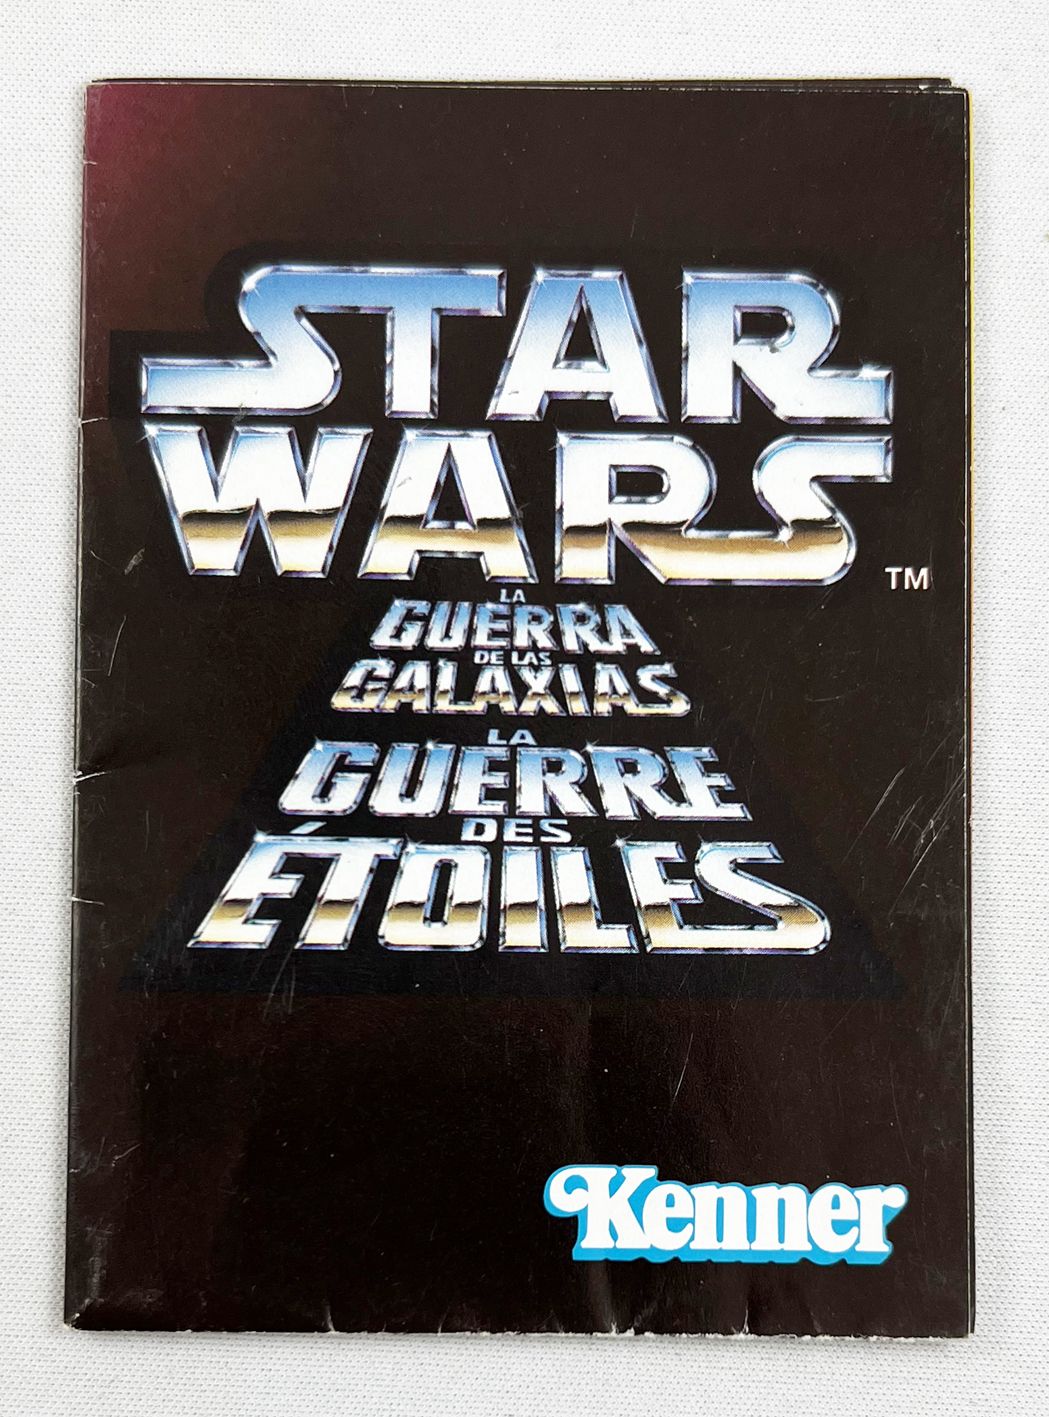 STAR
WARS
TM
LA
GUERRA
DE LAS
GALAXIAS
LA
GUERRE
DES
ÉTOILES
Kenner